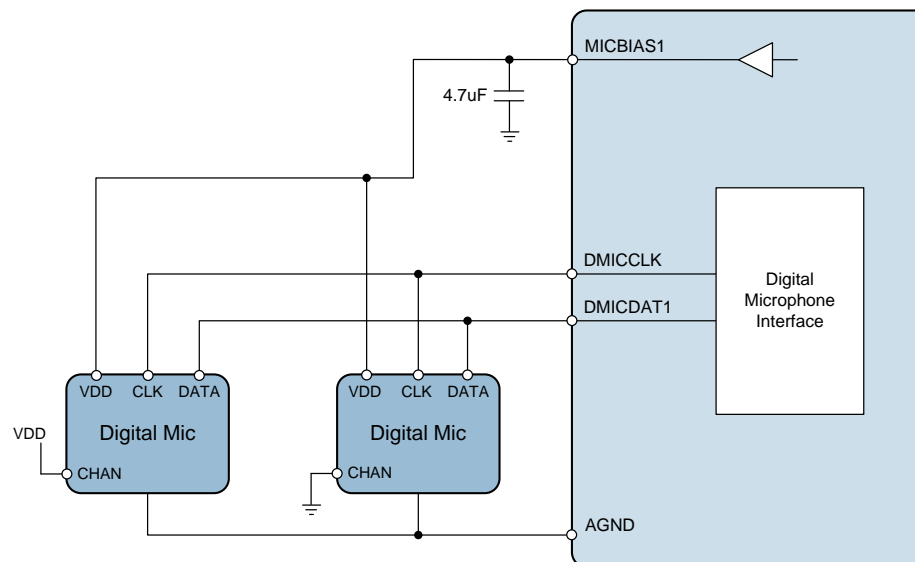 MICBIAS1
4.7uF
DMICCLK
DMICDAT1
Digital
Microphone
Interface
VDD CLK DATA
Digital Mic
VDD
CHAN
VDD CLK DATA
Digital Mic
CHAN
AGND